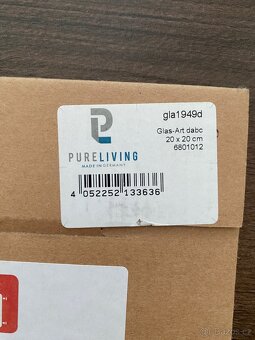 gla1949d
Glas-Art dabc
20 x 20 cm
6801012
PURELIVING
MADE IN GERMANY
4 052252 133636